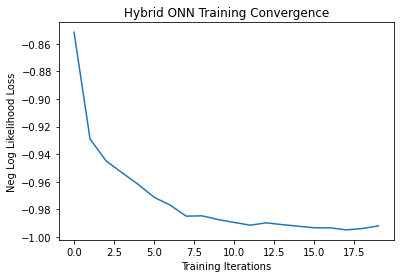 Hybrid ONN Training Convergence
Neg Log Likelihood Loss
−0.86
−0.88
−0.90
−0.92
−0.94
−0.96
−0.98
−1.00
0.0 2.5 5.0 7.5 10.0 12.5 15.0 17.5
Training Iterations